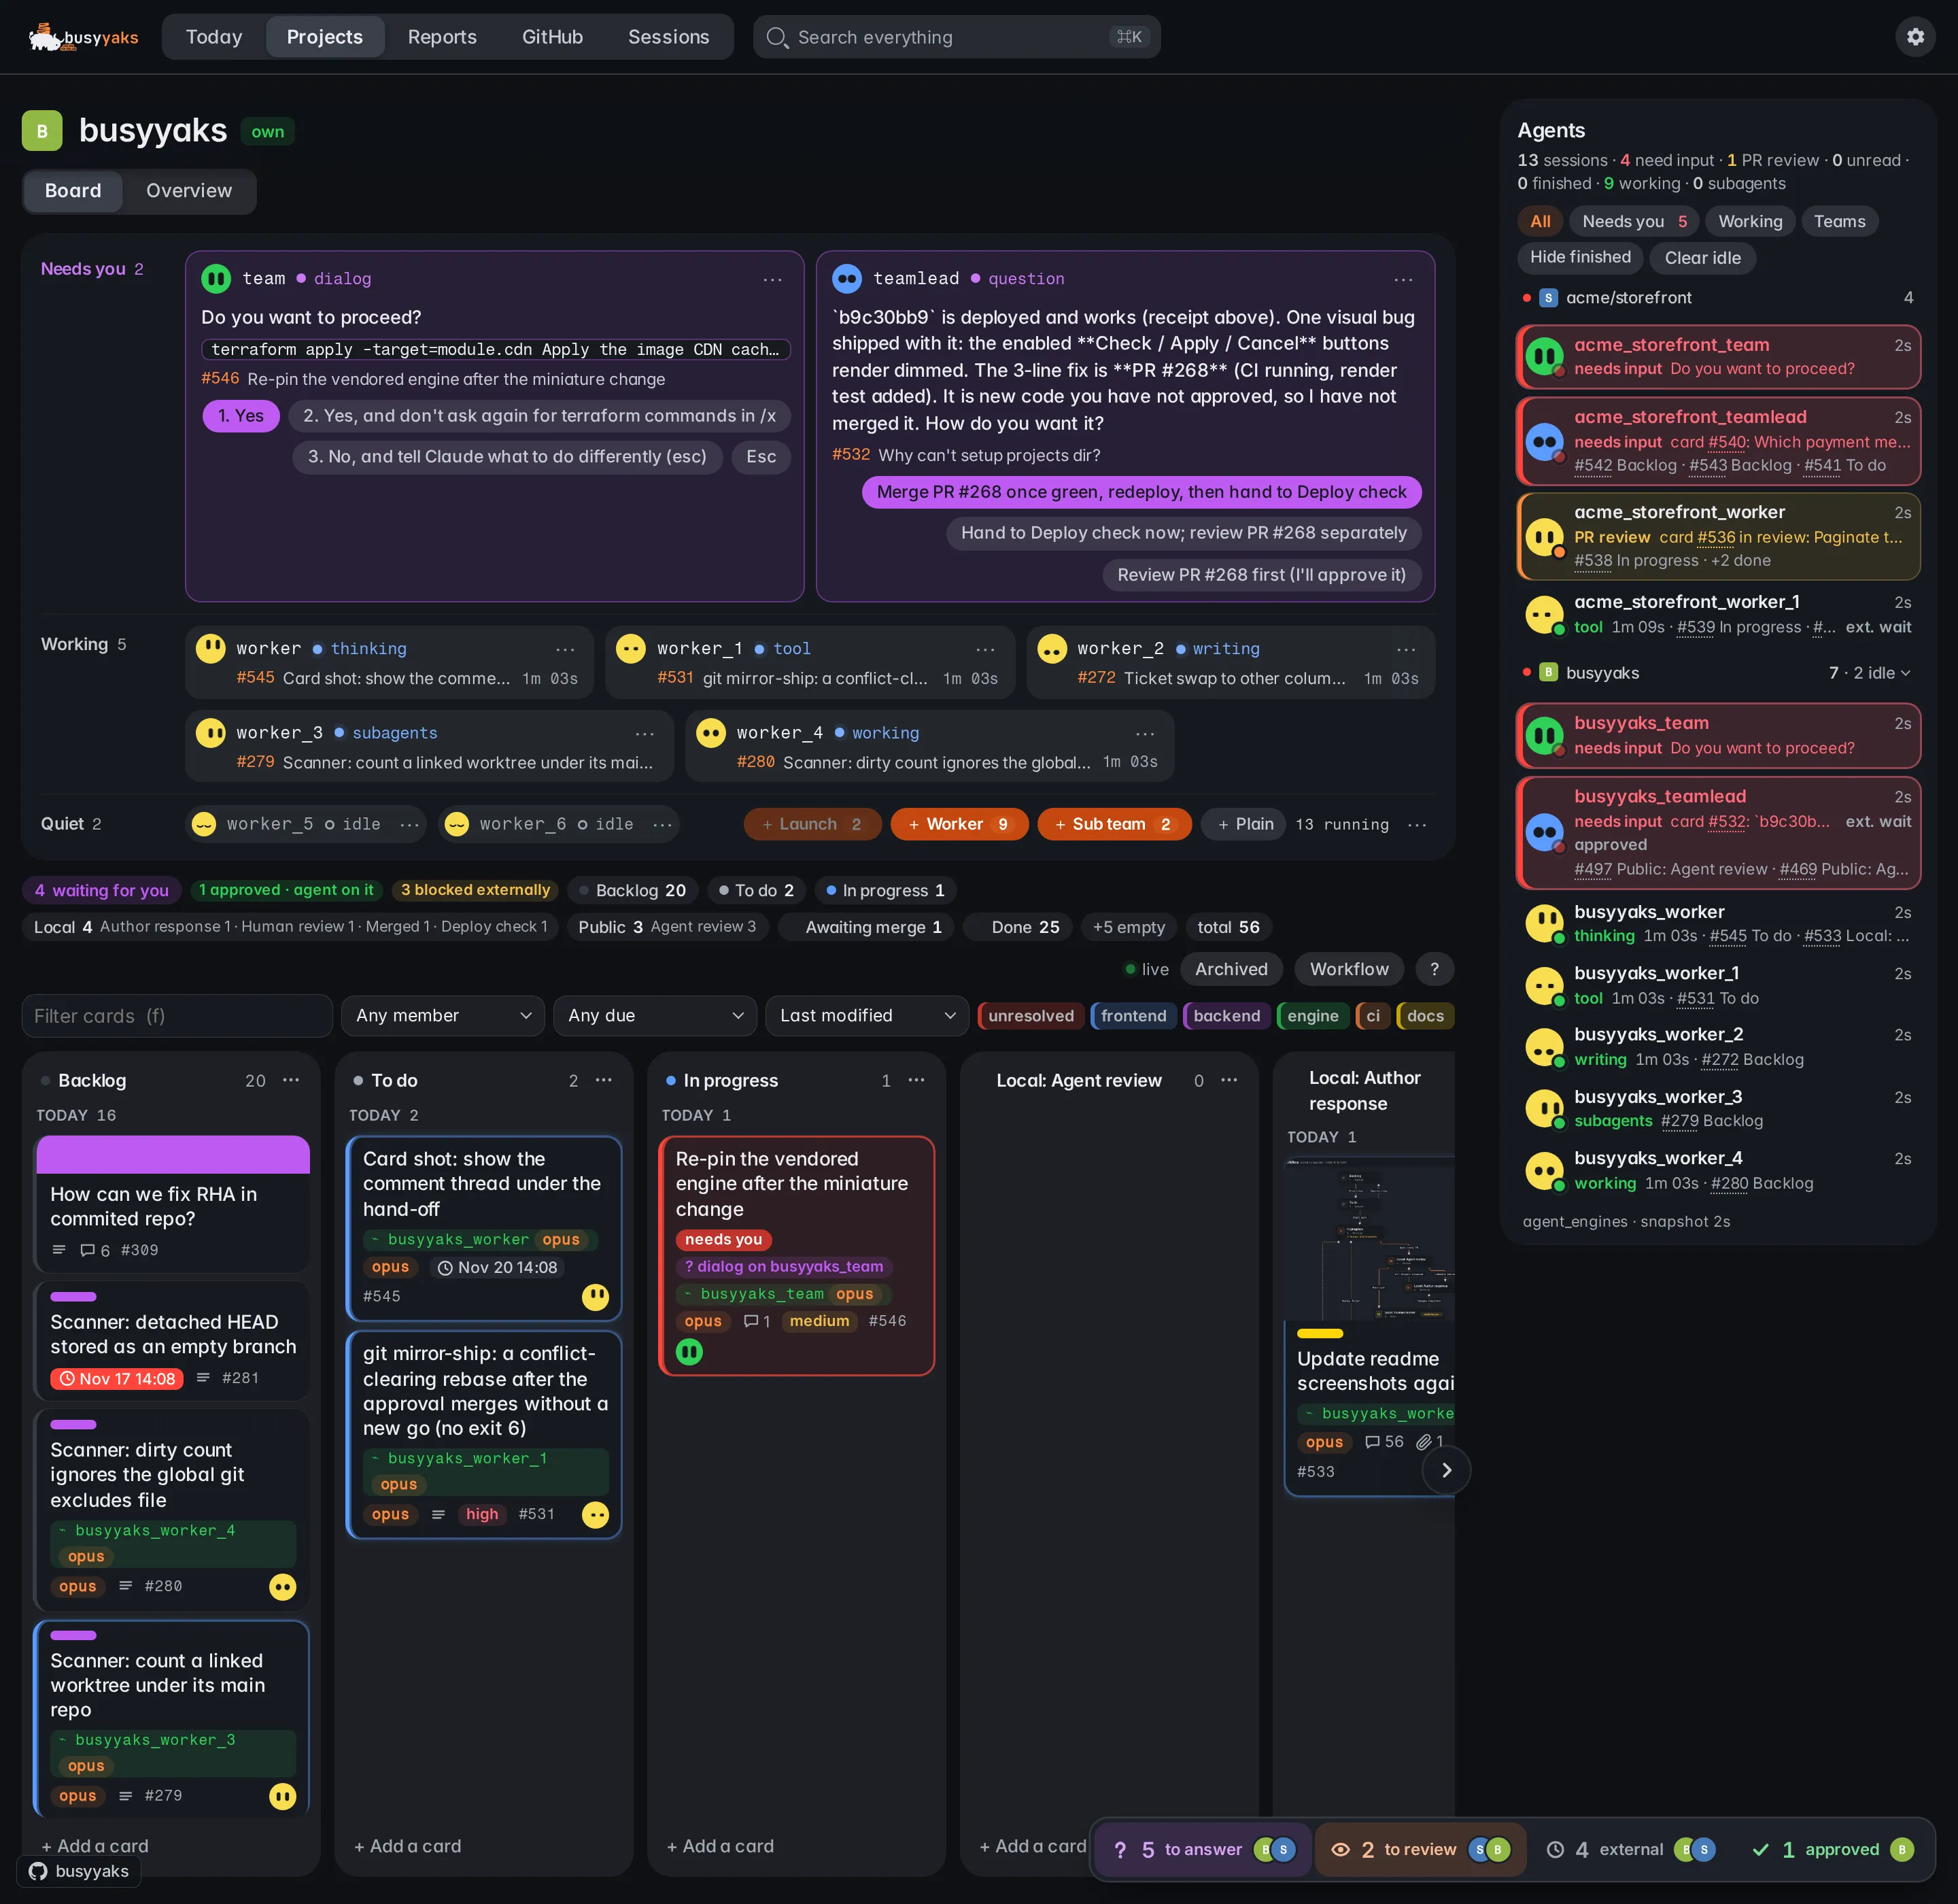 busyyaks
Today Projects Reports GitHub Sessions
Search everything ⌘K
B busyyaks own
Board Overview
Needs you 2
team dialog ...
Do you want to proceed?
terraform apply -target=module.cdn Apply the image CDN cach…
#546 Re-pin the vendored engine after the miniature change
1. Yes
2. Yes, and don't ask again for terraform commands in /x
3. No, and tell Claude what to do differently (esc)
Esc
teamlead question ...
`b9c30bb9` is deployed and works (receipt above). One visual bug
shipped with it: the enabled **Check / Apply / Cancel** buttons
render dimmed. The 3-line fix is **PR #268** (CI running, render
test added). It is new code you have not approved, so I have not
merged it. How do you want it?
#532 Why can't setup projects dir?
Merge PR #268 once green, redeploy, then hand to Deploy check
Hand to Deploy check now; review PR #268 separately
Review PR #268 first (I'll approve it)
Working 5
worker thinking ...
#545 Card shot: show the comme… 1m 03s
worker_1 tool ...
#531 git mirror-ship: a conflict-cl… 1m 03s
worker_2 writing ...
#272 Ticket swap to other colum… 1m 03s
worker_3 subagents ...
#279 Scanner: count a linked worktree under its mai…
worker_4 working ...
#280 Scanner: dirty count ignores the global… 1m 03s
Quiet 2
worker_5 idle ...
worker_6 idle ...
+ Launch 2
+ Worker 9
+ Sub team 2
+ Plain
13 running ...
4 waiting for you
1 approved · agent on it
3 blocked externally
Backlog 20
To do 2
In progress 1
Local 4 Author response 1 · Human review 1 · Merged 1 · Deploy check 1
Public 3 Agent review 3
Awaiting merge 1
Done 25
+5 empty
total 56
live Archived Workflow ?
Filter cards (f)
Any member
Any due
Last modified
unresolved frontend backend engine ci docs
Backlog 20 ...
TODAY 16
How can we fix RHA in
commited repo?
6 #309
Scanner: detached HEAD
stored as an empty branch
Nov 17 14:08 #281
Scanner: dirty count
ignores the global git
excludes file
~ busyyaks_worker_4
opus
opus #280
Scanner: count a linked
worktree under its main
repo
~ busyyaks_worker_3
opus
opus #279
+ Add a card
To do 2 ...
TODAY 2
Card shot: show the
comment thread under the
hand-off
~ busyyaks_worker opus
opus Nov 20 14:08
#545
git mirror-ship: a conflict-
clearing rebase after the
approval merges without a
new go (no exit 6)
~ busyyaks_worker_1
opus
opus high #531
+ Add a card
In progress 1 ...
TODAY 1
Re-pin the vendored
engine after the miniature
change
needs you
? dialog on busyyaks_team
~ busyyaks_team opus
opus 1 medium #546
+ Add a card
Local: Agent review 0 ...
+ Add a card
Local: Author
response
TODAY 1
Update readme
screenshots agai
~ busyyaks_worke
opus 56 1
#533
Agents
13 sessions · 4 need input · 1 PR review · 0 unread ·
0 finished · 9 working · 0 subagents
All
Needs you 5
Working
Teams
Hide finished
Clear idle
S acme/storefront 4
acme_storefront_team 2s
needs input Do you want to proceed?
acme_storefront_teamlead 2s
needs input card #540: Which payment me…
#542 Backlog · #543 Backlog · #541 To do
acme_storefront_worker 2s
PR review card #536 in review: Paginate t…
#538 In progress · +2 done
acme_storefront_worker_1 2s
tool 1m 09s · #539 In progress · #… ext. wait
B busyyaks 7 · 2 idle
busyyaks_team 2s
needs input Do you want to proceed?
busyyaks_teamlead 2s
needs input card #532: `b9c30b… ext. wait
approved
#497 Public: Agent review · #469 Public: Ag…
busyyaks_worker 2s
thinking 1m 03s · #545 To do · #533 Local: …
busyyaks_worker_1 2s
tool 1m 03s · #531 To do
busyyaks_worker_2 2s
writing 1m 03s · #272 Backlog
busyyaks_worker_3 2s
subagents #279 Backlog
busyyaks_worker_4 2s
working 1m 03s · #280 Backlog
agent_engines · snapshot 2s
busyyaks
? 5 to answer B S
2 to review S B
4 external B S
1 approved B